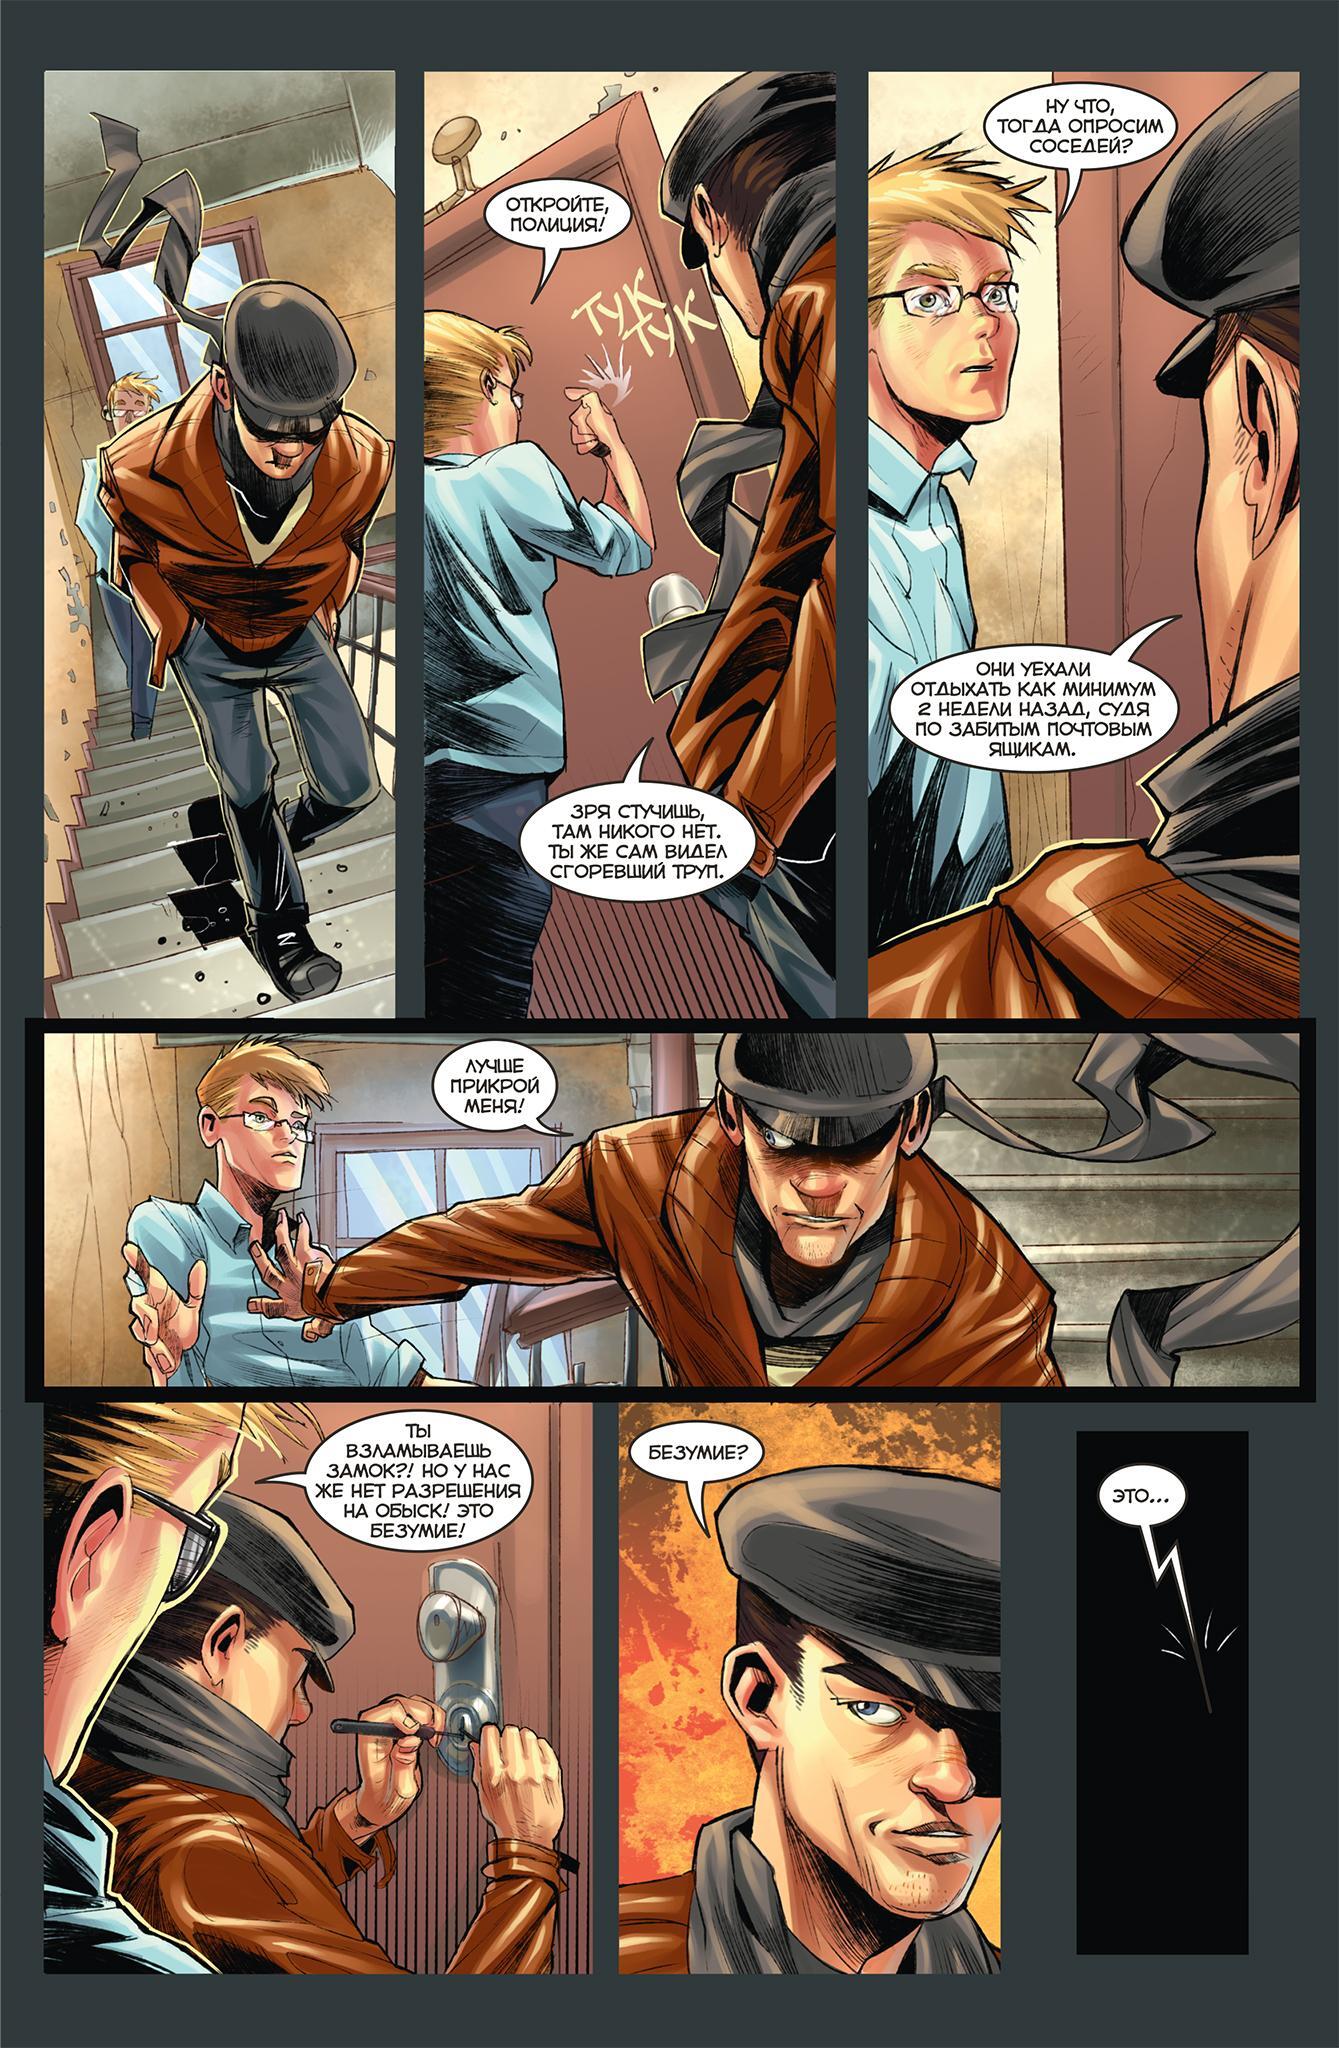 ОТКРОЙТЕ,
ПОЛИЦИЯ!
ТУК
ТУК
ЗРЯ СТУЧИШЬ,
ТАМ НИКОГО НЕТ.
ТЫ ЖЕ САМ ВИДЕЛ
СГОРЕВШИЙ ТРУП.
НУ ЧТО,
ТОГДА ОПРОСИМ
СОСЕДЕЙ?
ОНИ УЕХАЛИ
ОТДЫХАТЬ КАК МИНИМУМ
2 НЕДЕЛИ НАЗАД, СУДЯ
ПО ЗАБИТЫМ ПОЧТОВЫМ
ЯЩИКАМ.
ЛУЧШЕ
ПРИКРОЙ
МЕНЯ!
ТЫ
ВЗЛАМЫВАЕШЬ
ЗАМОК?! НО У НАС
ЖЕ НЕТ РАЗРЕШЕНИЯ
НА ОБЫСК! ЭТО
БЕЗУМИЕ!
БЕЗУМИЕ?
ЭТО...